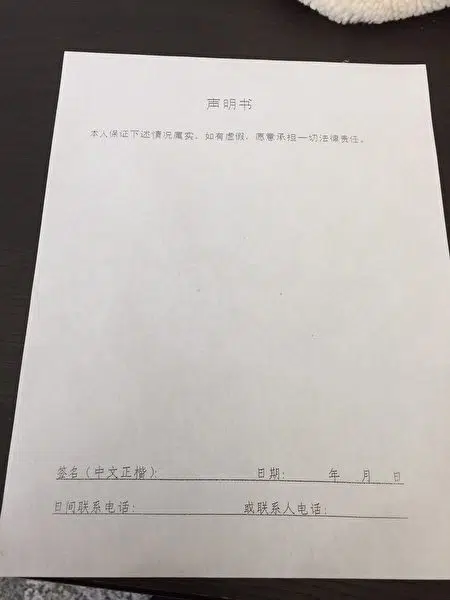 声明书
本人保证下述情况属实，如有虚假，愿意承担一切法律责任。
签名(中文正楷): 日期: 年 月 日
日间联系电话: 或联系人电话: